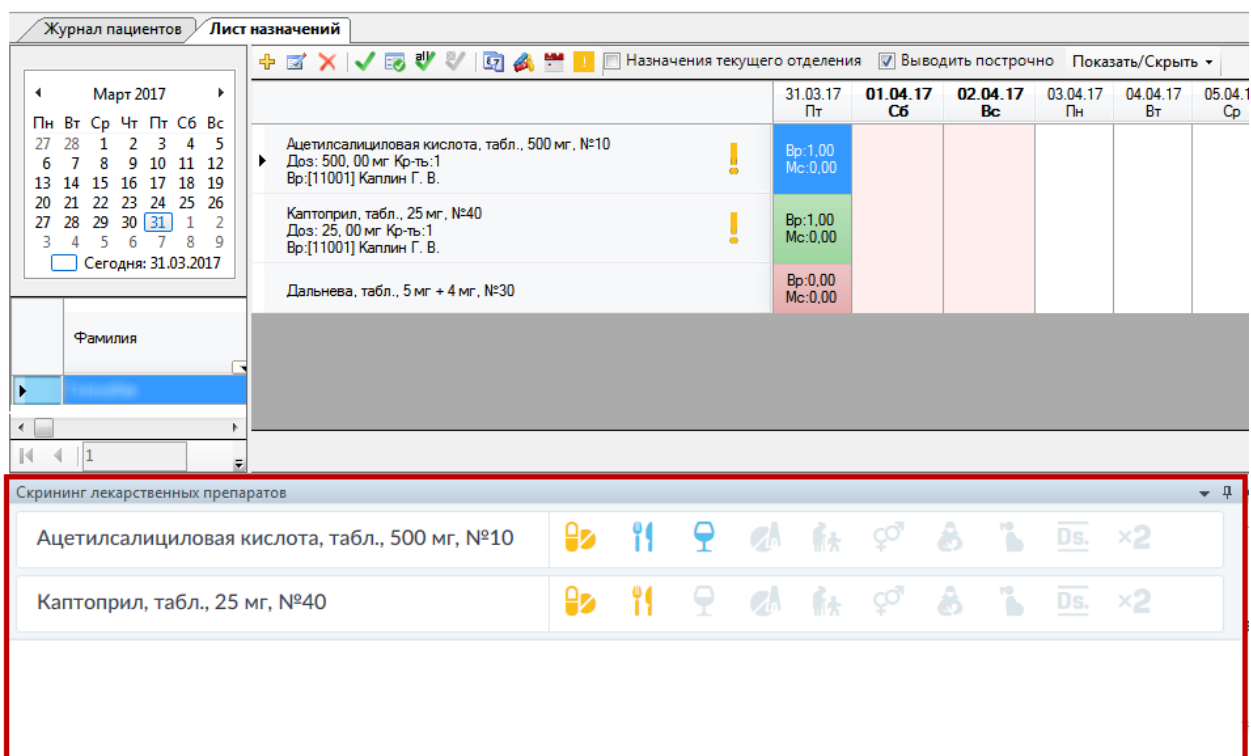 Журнал пациентов Лист назначений
Назначения текущего отделения Выводить построчно Показать/Скрыть
Март 2017
Пн Вт Ср Чт Пт Сб Вс
27 28 1 2 3 4 5
6 7 8 9 10 11 12
13 14 15 16 17 18 19
20 21 22 23 24 25 26
27 28 29 30 31 1 2
3 4 5 6 7 8 9
Сегодня: 31.03.2017
Фамилия
1
31.03.17 01.04.17 02.04.17 03.04.17 04.04.17 05.04.1
Пт Сб Вс Пн Вт Ср
Ацетилсалициловая кислота, табл., 500 мг, №10
Доз: 500, 00 мг Кр-ть:1
Вр:[11001] Каплин Г. В.
Вр:1,00
Мс:0,00
Каптоприл, табл., 25 мг, №40
Доз: 25, 00 мг Кр-ть:1
Вр:[11001] Каплин Г. В.
Вр:1,00
Мс:0,00
Дальнева, табл., 5 мг + 4 мг, №30
Вр:0,00
Мс:0,00
Скрининг лекарственных препаратов
Ацетилсалициловая кислота, табл., 500 мг, №10 Ds. ×2
Каптоприл, табл., 25 мг, №40 Ds. ×2